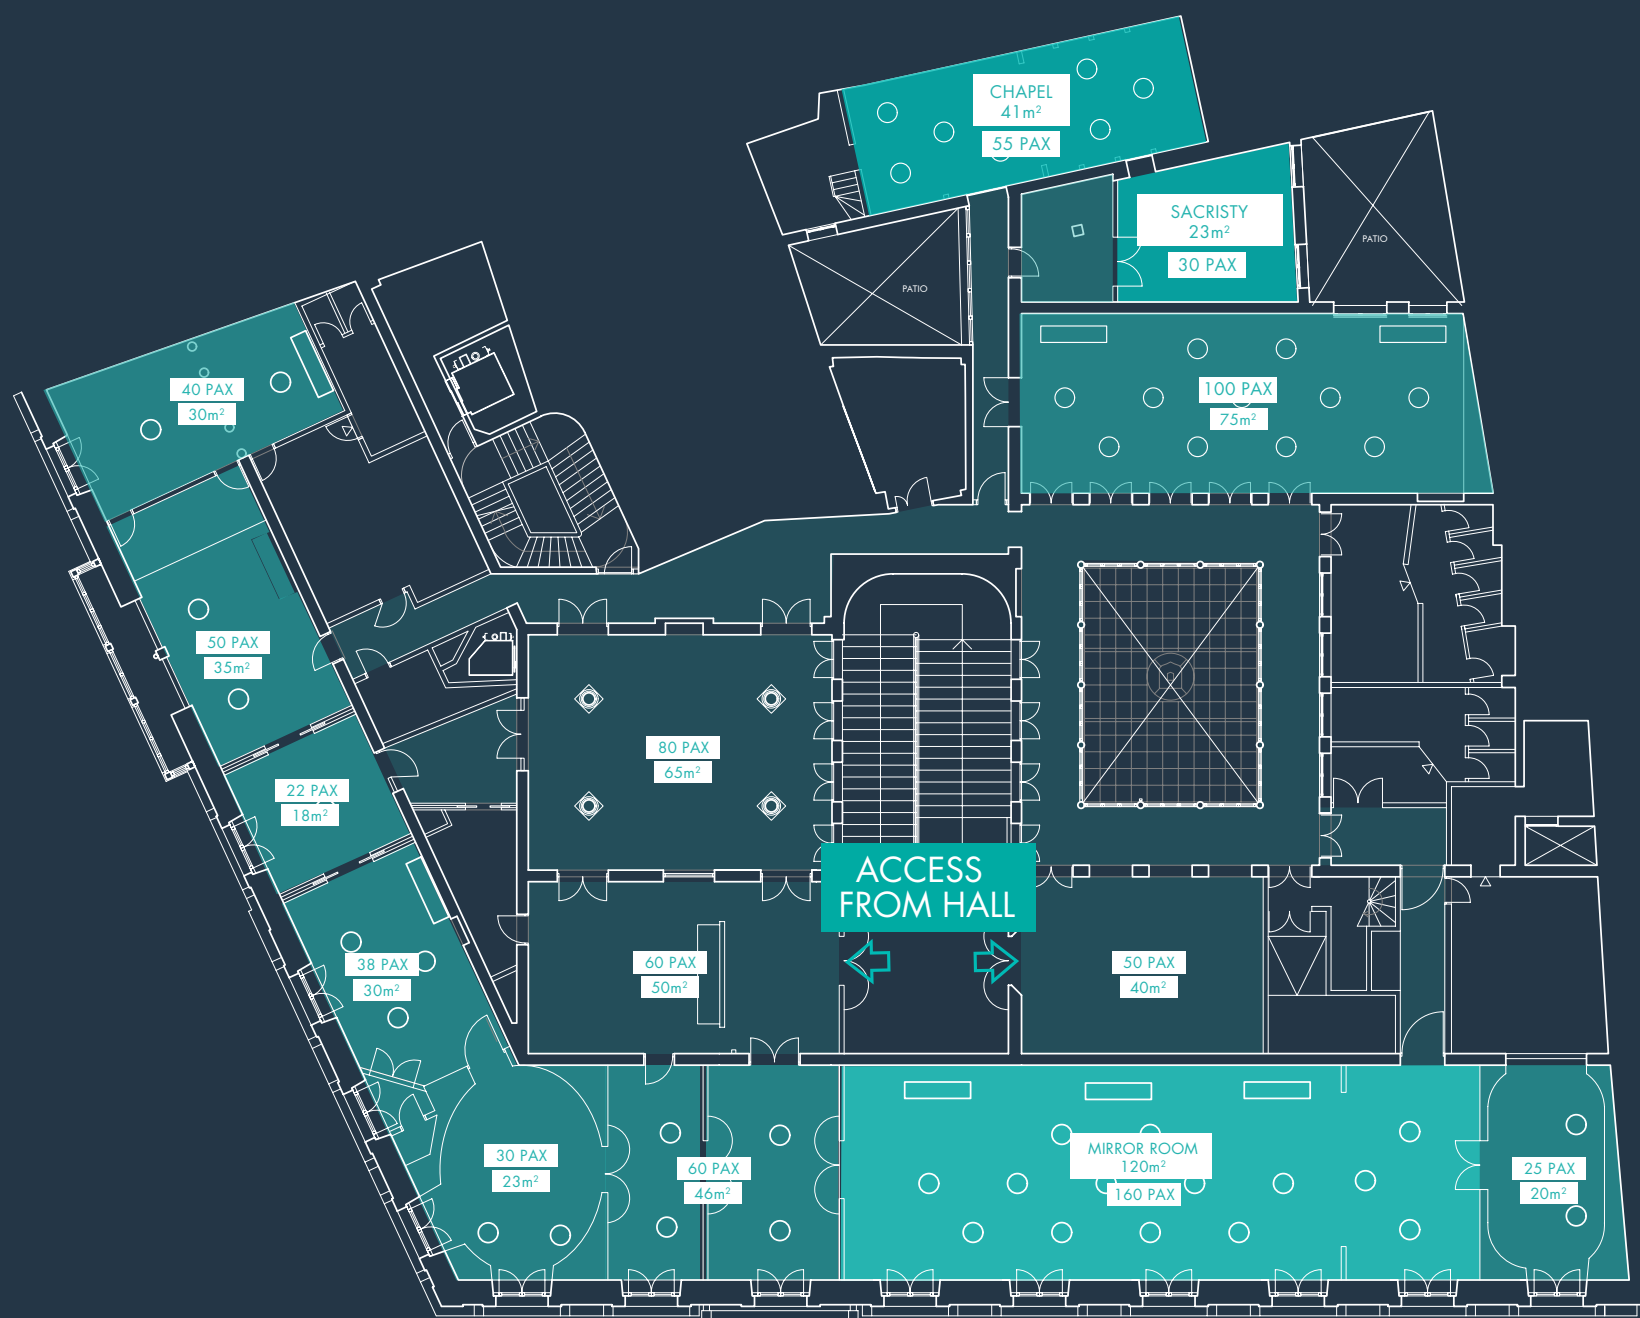 CHAPEL
41m²
55 PAX
SACRISTY
23m²
30 PAX
PATIO
PATIO
40 PAX
30m²
100 PAX
75m²
50 PAX
35m²
80 PAX
65m²
22 PAX
18m²
ACCESS
FROM HALL
38 PAX
30m²
60 PAX
50m²
50 PAX
40m²
30 PAX
23m²
60 PAX
46m²
MIRROR ROOM
120m²
160 PAX
25 PAX
20m²